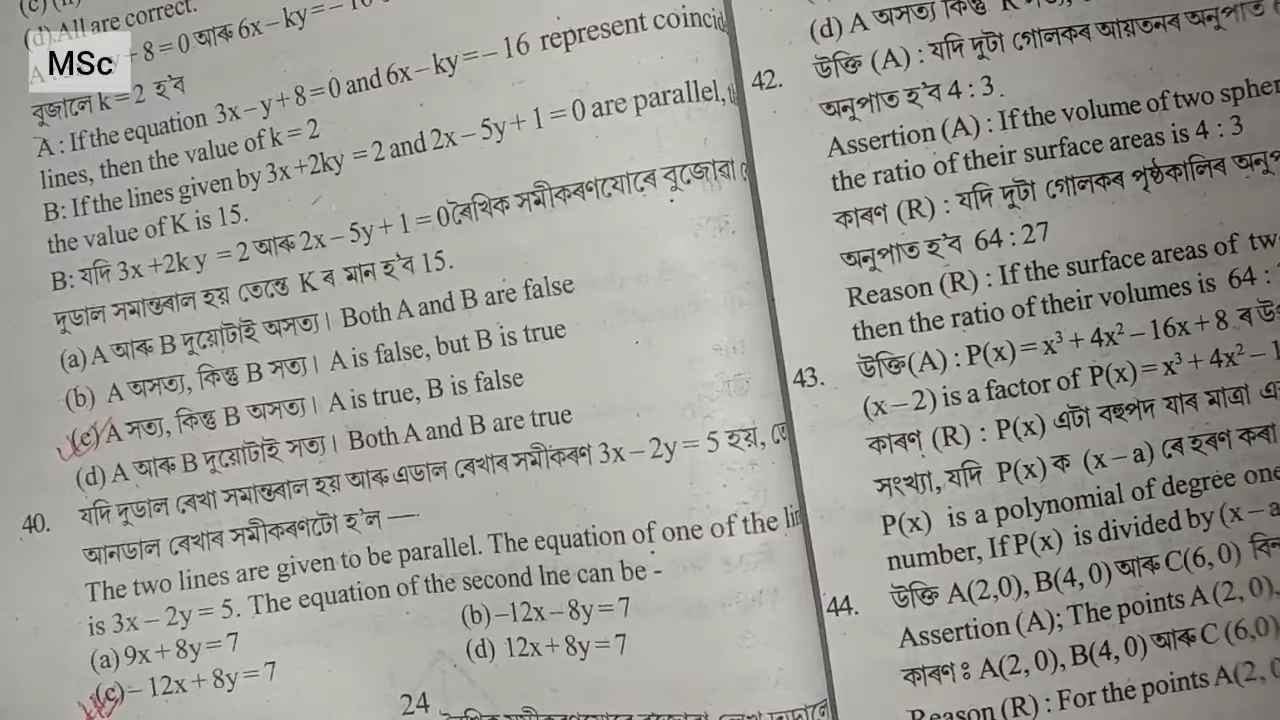 (d) All are correct.
MSc
A y+8=0 আৰু 6x−ky=−16
বুজালে k=2 হ'ব
A : If the equation 3x−y+8=0 and 6x−ky=−16 represent coincid
lines, then the value of k=2
B: If the lines given by 3x+2ky=2 and 2x−5y+1=0 are parallel,
the value of K is 15.
B: যদি 3x+2k y=2 আৰু 2x−5y+1=0 ৰৈখিক সমীকৰণযোৰে বুজোৱা
দুডাল সমান্তৰাল হয় তেন্তে K ৰ মান হ'ব 15.
(a) A আৰু B দুয়োটাই অসত্য। Both A and B are false
(b) A অসত্য, কিন্তু B সত্য। A is false, but B is true
(c) A সত্য, কিন্তু B অসত্য। A is true, B is false
(d) A আৰু B দুয়োটাই সত্য। Both A and B are true
40. যদি দুডাল ৰেখা সমান্তৰাল হয় আৰু এডাল ৰেখাৰ সমীকৰণ 3x−2y=5 হয়,
আনডাল ৰেখাৰ সমীকৰণটো হ'ল —
The two lines are given to be parallel. The equation of one of the lin
is 3x−2y=5. The equation of the second lne can be -
(a) 9x+8y=7 (b) −12x−8y=7
(c) −12x+8y=7 (d) 12x+8y=7
24
(d) A অসত্য কিন্তু
42. উক্তি (A) : যদি দুটা গোলকৰ আয়তনৰ অনুপাত
অনুপাত হ'ব 4 : 3.
Assertion (A) : If the volume of two spher
the ratio of their surface areas is 4 : 3
কাৰণ (R) : যদি দুটা গোলকৰ পৃষ্ঠকালিৰ অনুপ
অনুপাত হ'ব 64 : 27
Reason (R) : If the surface areas of tw
then the ratio of their volumes is 64 :
43. উক্তি(A) : P(x)=x³+4x²−16x+8 ৰ
(x−2) is a factor of P(x)=x³+4x²−1
কাৰণ (R) : P(x) এটা বহুপদ যাৰ মাত্ৰা
সংখ্যা, যদি P(x) ক (x−a) ৰে হৰণ কৰা
P(x) is a polynomial of degree one
number, If P(x) is divided by (x−a
44. উক্তি A(2,0), B(4, 0) আৰু C(6, 0)
Assertion (A); The points A (2, 0),
কাৰণ ঃ A(2, 0), B(4, 0) আৰু C (6,0)
Reason (R) : For the points A(2, 0